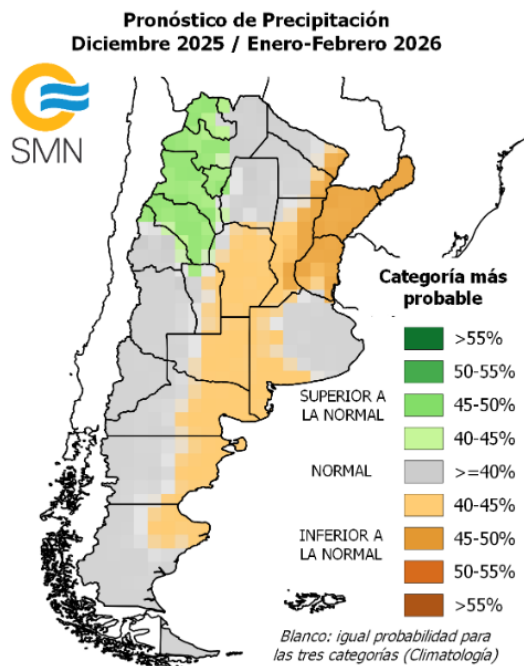 Pronóstico de Precipitación
Diciembre 2025 / Enero-Febrero 2026
SMN
Categoría más
probable
>55%
50-55%
SUPERIOR A
LA NORMAL
45-50%
40-45%
NORMAL
>=40%
40-45%
INFERIOR A
LA NORMAL
45-50%
50-55%
>55%
Blanco: igual probabilidad para
las tres categorías (Climatología)